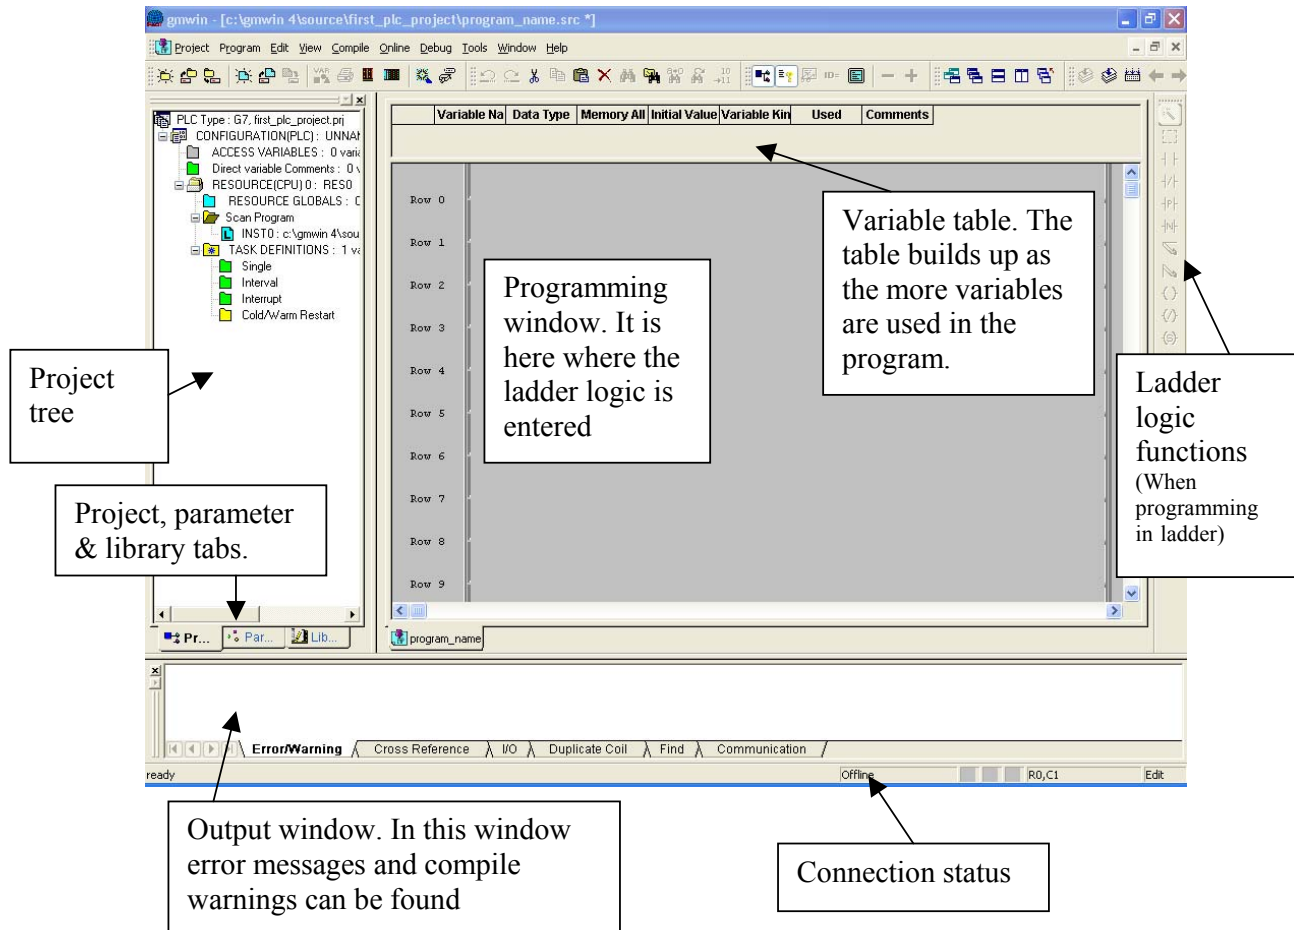 gmwin - [c:\gmwin 4\source\first_plc_project\program_name.src *]
Project Program Edit View Compile Online Debug Tools Window Help
PLC Type : G7, first_plc_project.prj
CONFIGURATION(PLC) : UNNAM
ACCESS VARIABLES : 0 varia
Direct variable Comments : 0 v
RESOURCE(CPU) 0 : RES0
RESOURCE GLOBALS : 0
Scan Program
INST0 : c:\gmwin 4\sou
TASK DEFINITIONS : 1 va
Single
Interval
Interrupt
Cold/Warm Restart
Variable Na Data Type Memory All Initial Value Variable Kin Used Comments
Row 0
Row 1
Row 2
Row 3
Row 4
Row 5
Row 6
Row 7
Row 8
Row 9
Programming
window. It is
here where the
ladder logic is
entered
Variable table. The
table builds up as
the more variables
are used in the
program.
Project
tree
Ladder
logic
functions
(When
programming
in ladder)
Project, parameter
& library tabs.
Pr... Par... Lib...
program_name
Error/Warning Cross Reference I/O Duplicate Coil Find Communication
ready Offline R0,C1 Edit
Output window. In this window
error messages and compile
warnings can be found
Connection status